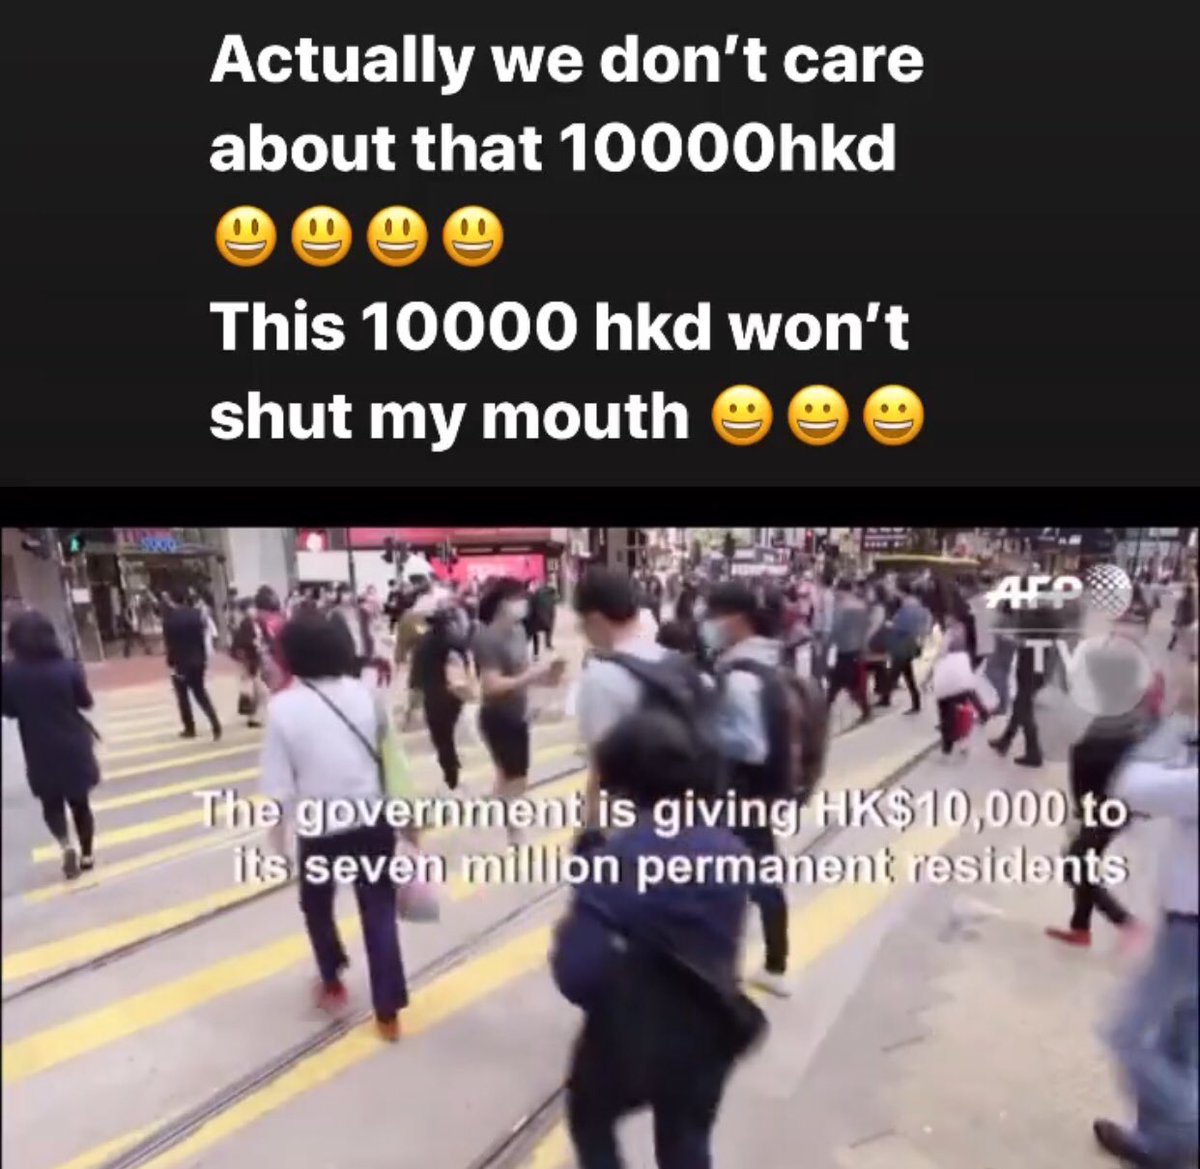 Actually we don't care
about that 10000hkd
😃😃😃😃
This 10000 hkd won't
shut my mouth 😀😀😀
SOGO
AFP
TV
The government is giving HK$10,000 to
its seven million permanent residents